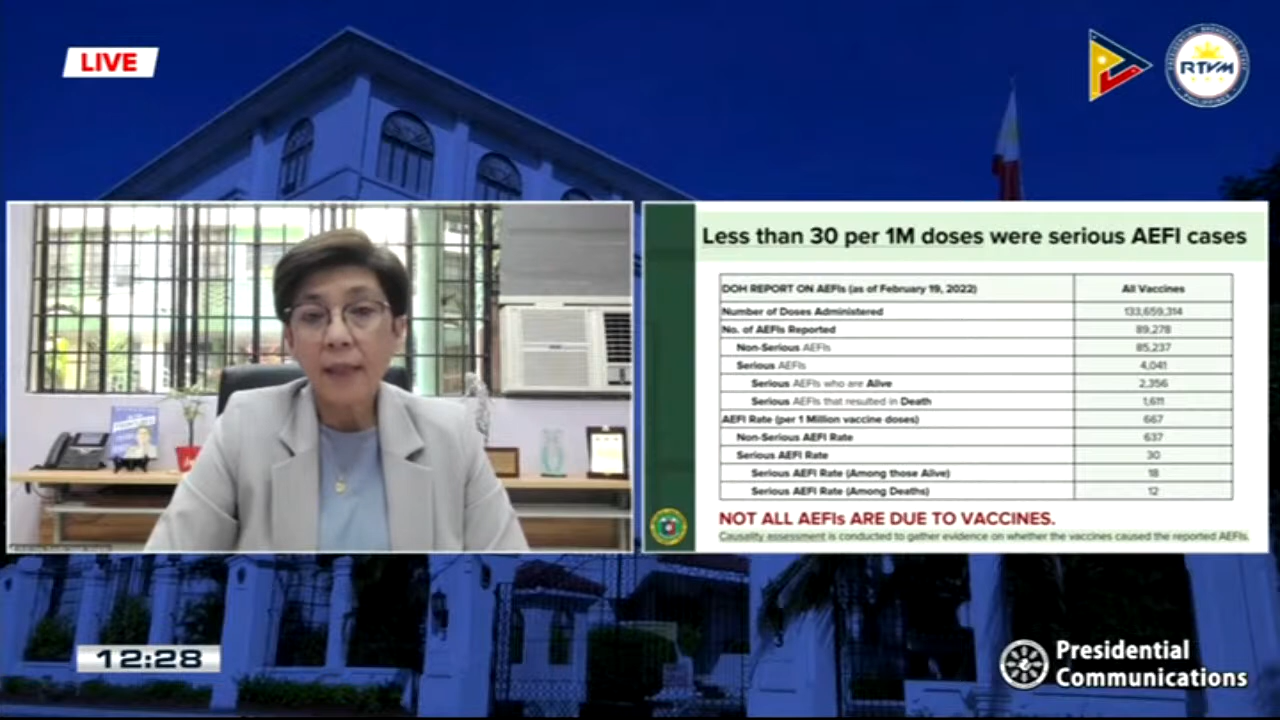 LIVE
RTVM
Less than 30 per 1M doses were serious AEFI cases
DOH REPORT ON AEFIs (as of February 19, 2022) All Vaccines
Number of Doses Administered 133,659,314
No. of AEFIs Reported 89,278
Non-Serious AEFIs 85,237
Serious AEFIs 4,041
Serious AEFIs who are Alive 2,356
Serious AEFIs that resulted in Death 1,611
AEFI Rate (per 1 Million vaccine doses) 667
Non-Serious AEFI Rate 637
Serious AEFI Rate 30
Serious AEFI Rate (Among those Alive) 18
Serious AEFI Rate (Among Deaths) 12
NOT ALL AEFIs ARE DUE TO VACCINES.
Causality assessment is conducted to gather evidence on whether the vaccines caused the reported AEFIs.
12:28
Presidential
Communications